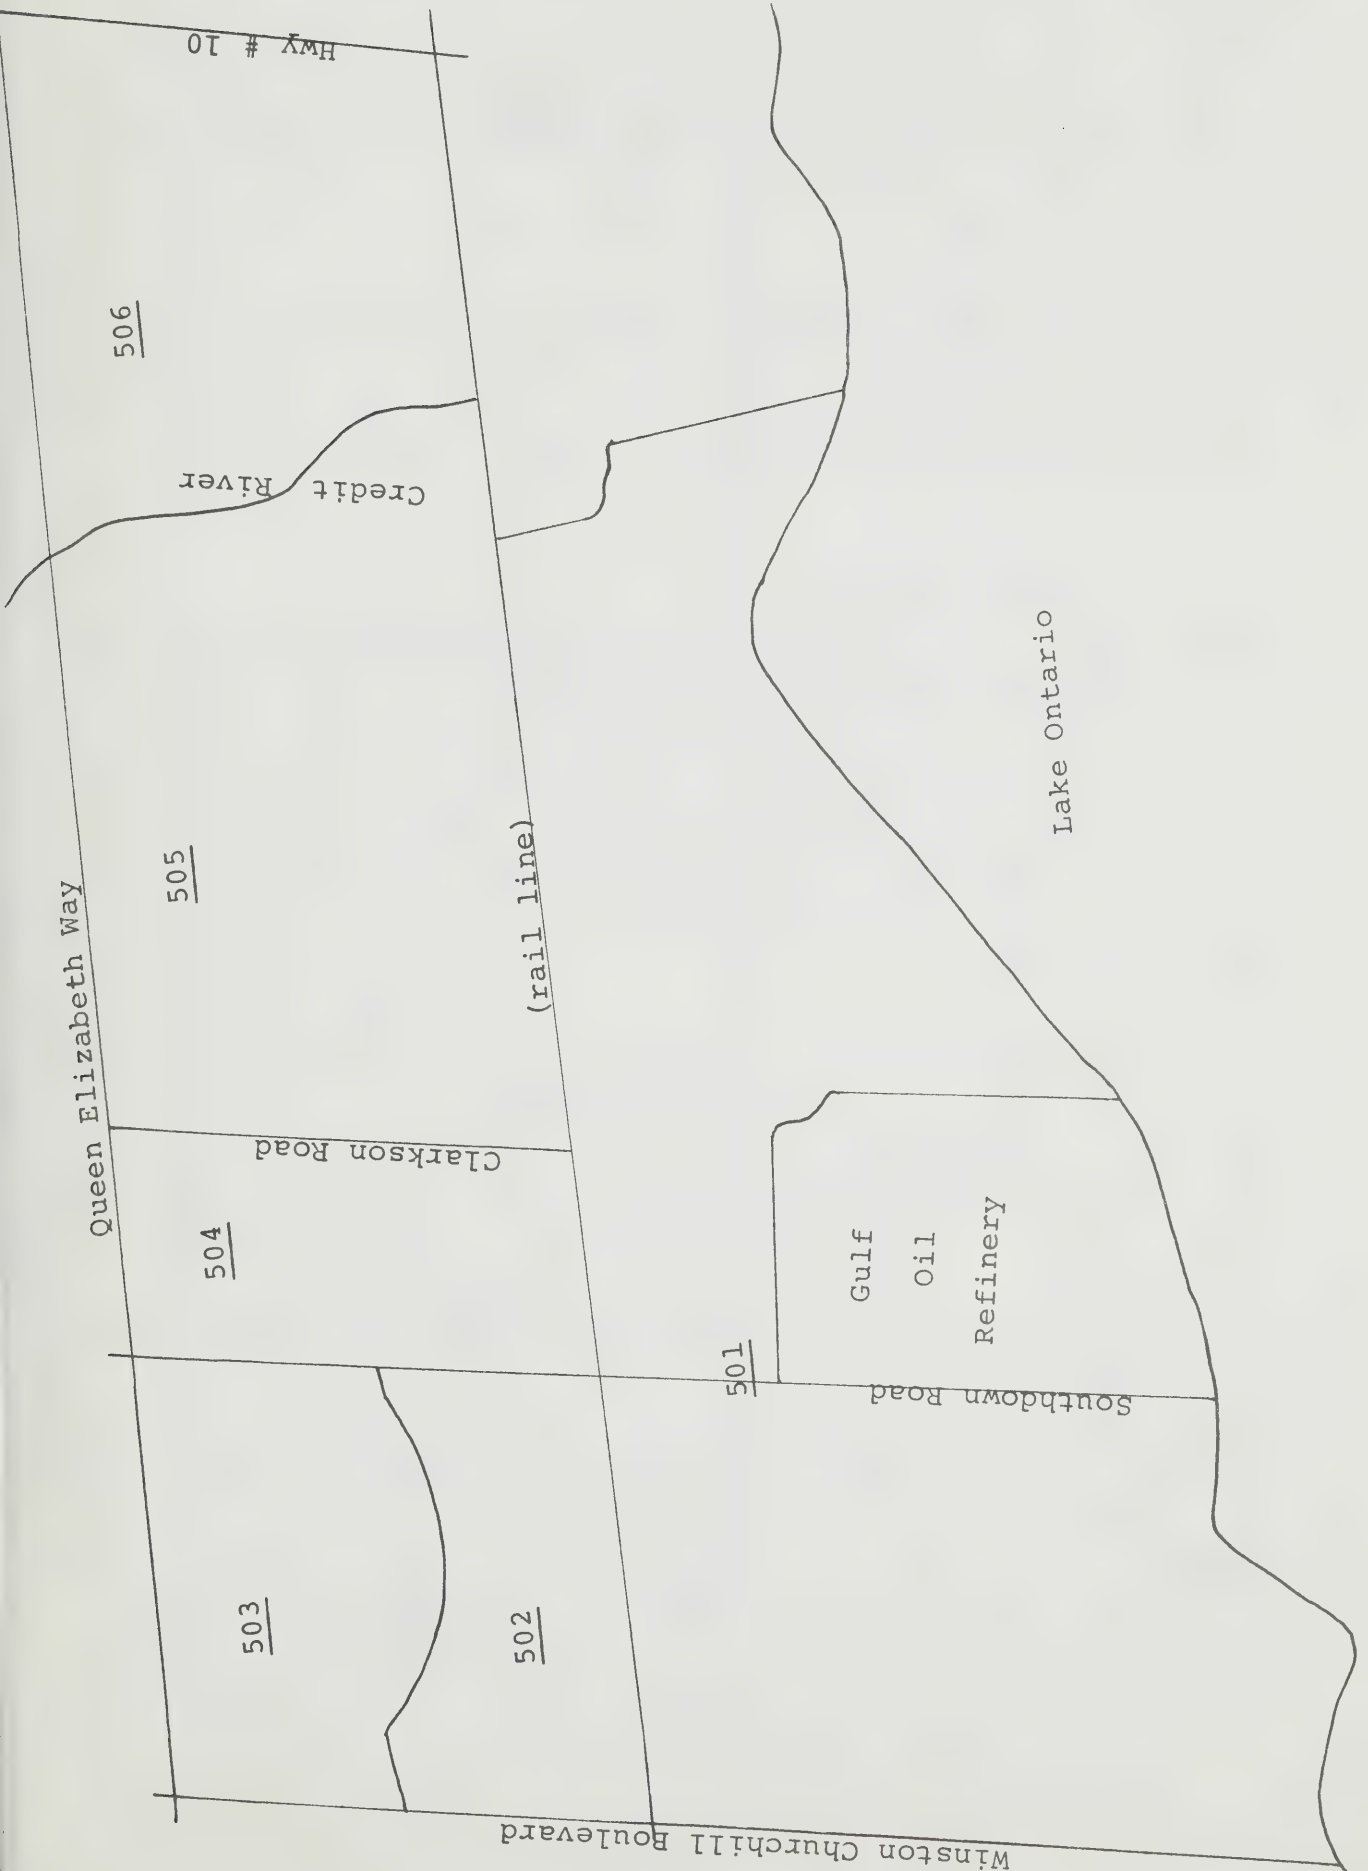 Hwy # 10
506
Credit River
Queen Elizabeth Way
505
(rail line)
Lake Ontario
Clarkson Road
504
501
Gulf
Oil
Refinery
Southdown Road
503
502
Winston Churchill Boulevard